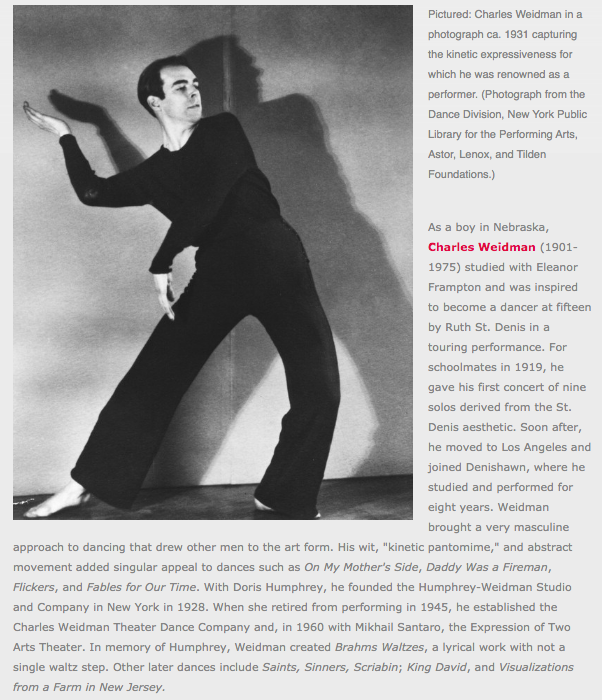 Pictured: Charles Weidman in a
photograph ca. 1931 capturing
the kinetic expressiveness for
which he was renowned as a
performer. (Photograph from the
Dance Division, New York Public
Library for the Performing Arts,
Astor, Lenox, and Tilden
Foundations.)
As a boy in Nebraska,
Charles Weidman (1901-
1975) studied with Eleanor
Frampton and was inspired
to become a dancer at fifteen
by Ruth St. Denis in a
touring performance. For
schoolmates in 1919, he
gave his first concert of nine
solos derived from the St.
Denis aesthetic. Soon after,
he moved to Los Angeles and
joined Denishawn, where he
studied and performed for
eight years. Weidman
brought a very masculine
approach to dancing that drew other men to the art form. His wit, "kinetic pantomime," and abstract
movement added singular appeal to dances such as On My Mother's Side, Daddy Was a Fireman,
Flickers, and Fables for Our Time. With Doris Humphrey, he founded the Humphrey-Weidman Studio
and Company in New York in 1928. When she retired from performing in 1945, he established the
Charles Weidman Theater Dance Company and, in 1960 with Mikhail Santaro, the Expression of Two
Arts Theater. In memory of Humphrey, Weidman created Brahms Waltzes, a lyrical work with not a
single waltz step. Other later dances include Saints, Sinners, Scriabin; King David, and Visualizations
from a Farm in New Jersey.